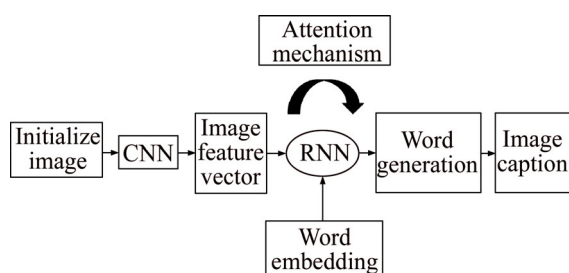 Attention
mechanism
Initialize
image
CNN
Image
feature
vector
RNN
Word
generation
Image
caption
Word
embedding